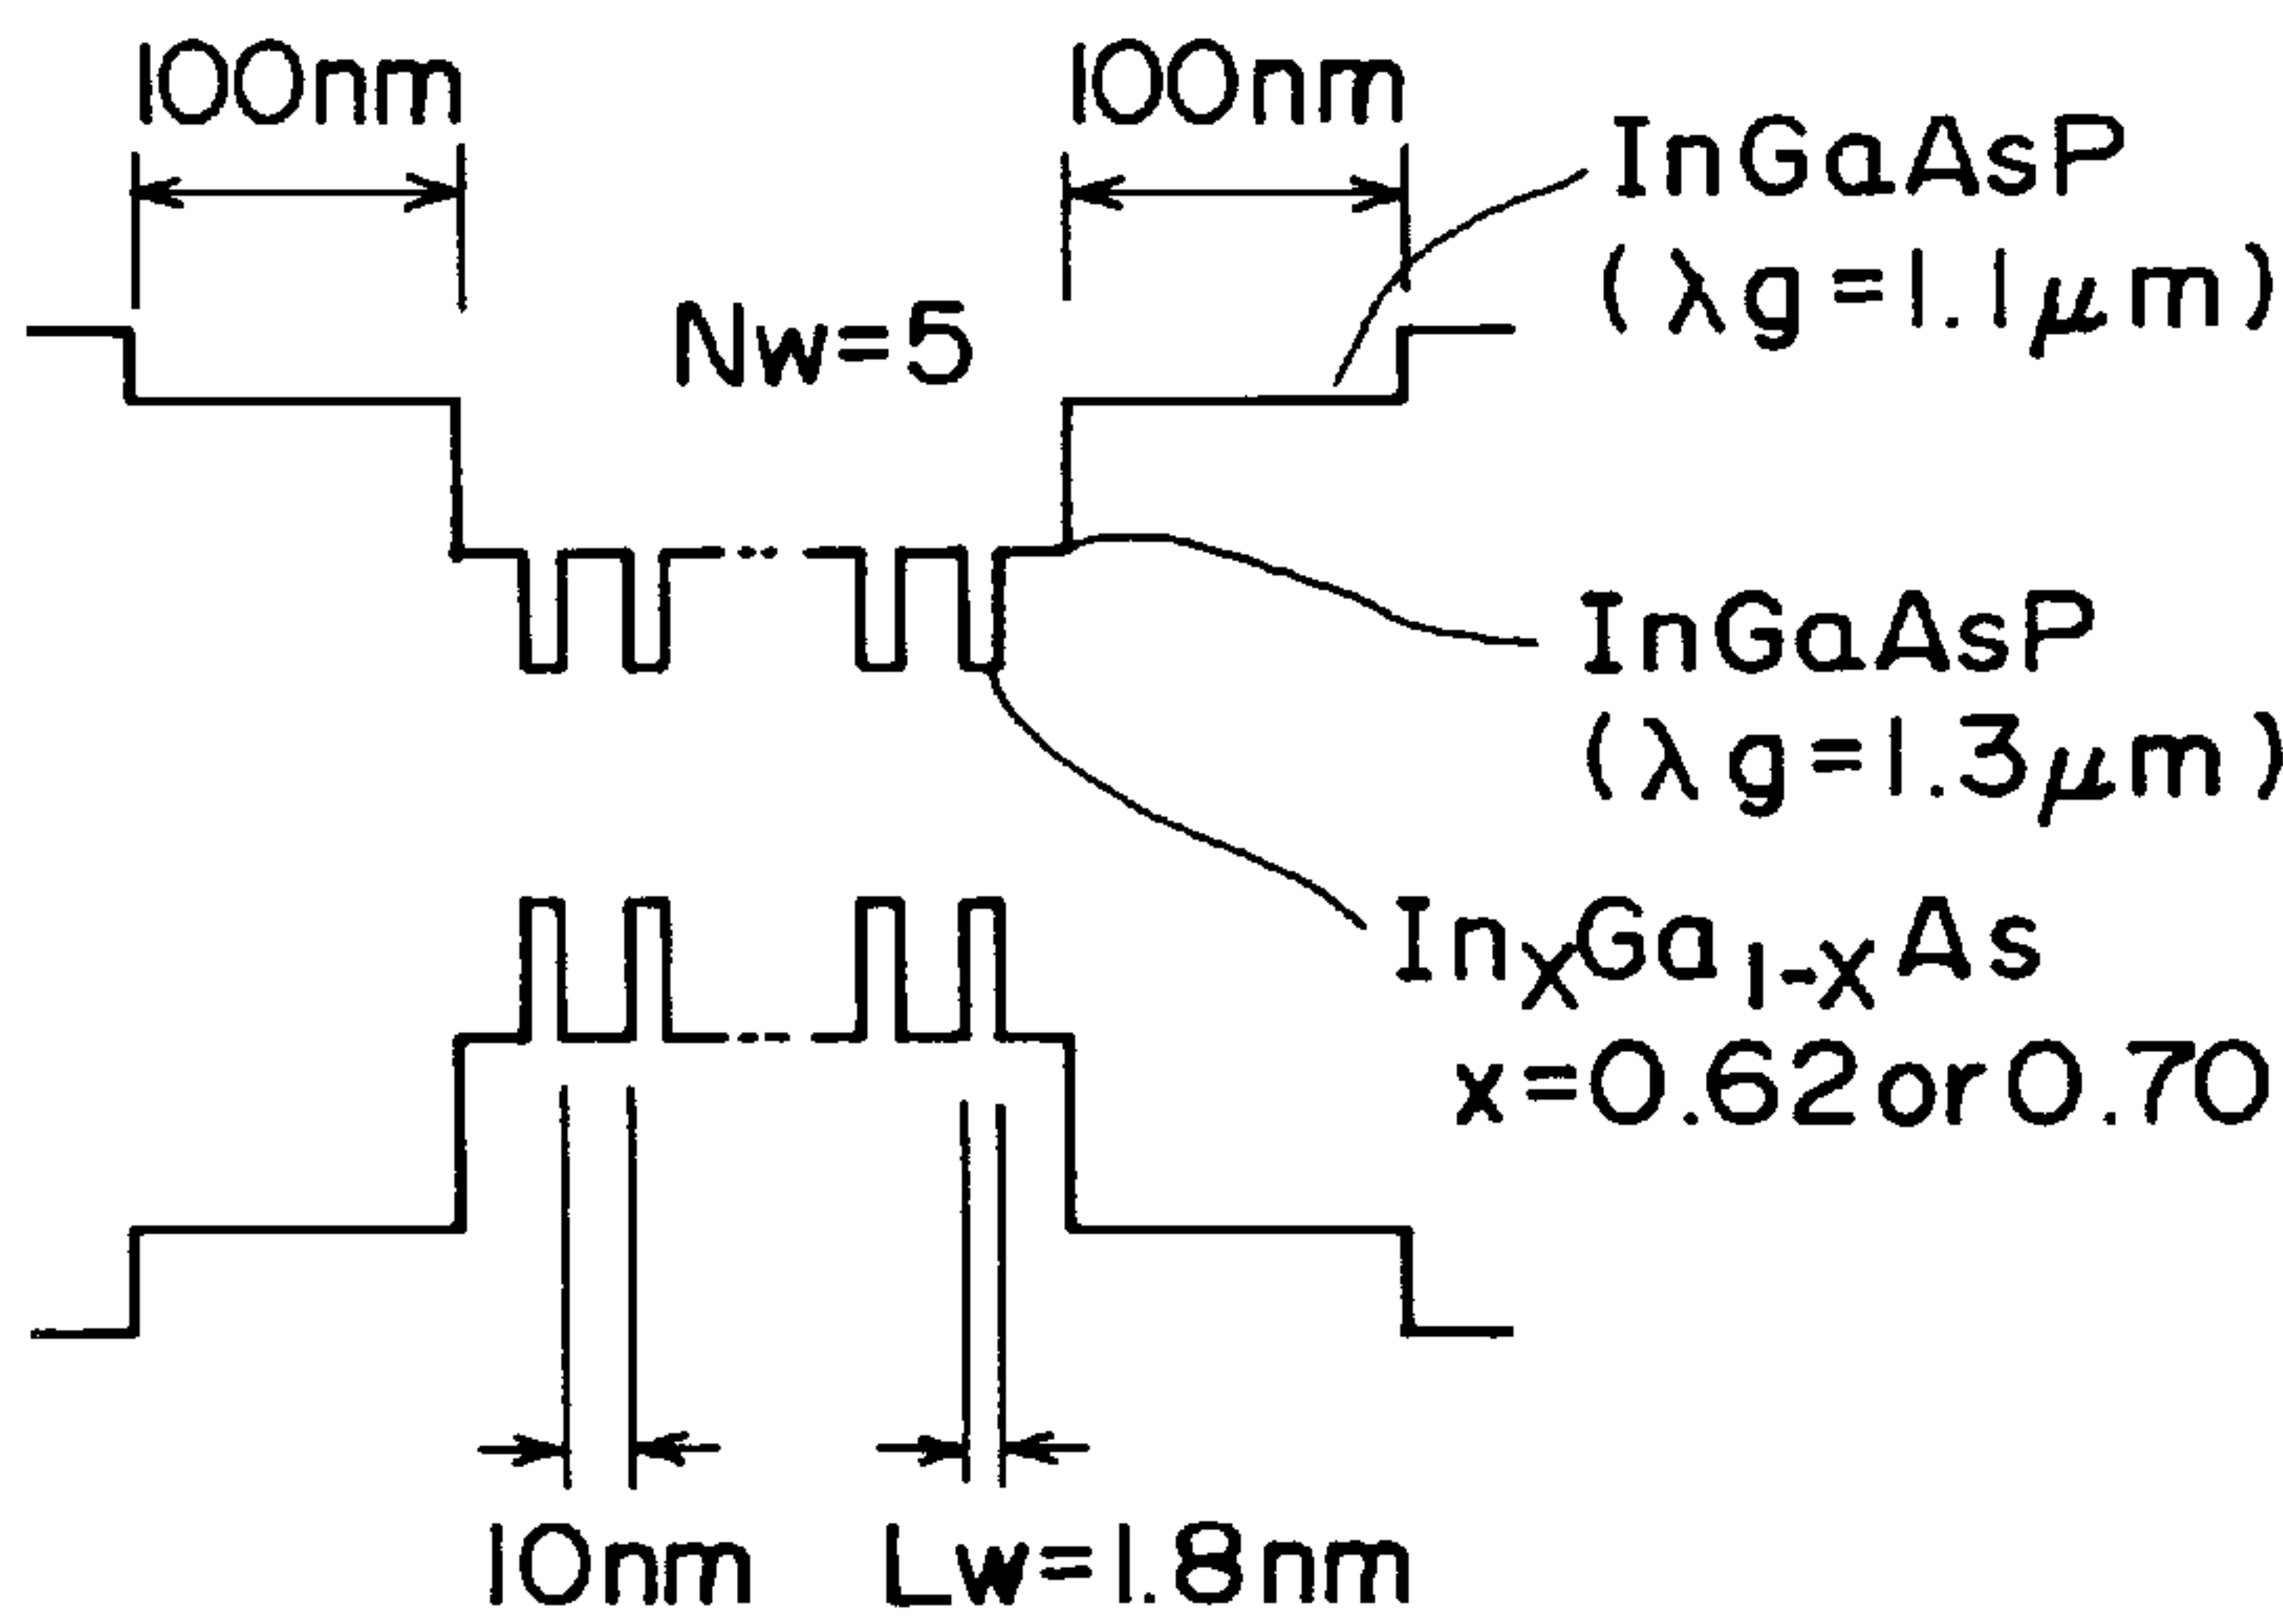 100nm
100nm
InGaAsP
(λg=1.1μm)
Nw=5
InGaAsP
(λg=1.3μm)
InxGa1-xAs
x=0.62or0.70
10nm
Lw=1.8nm